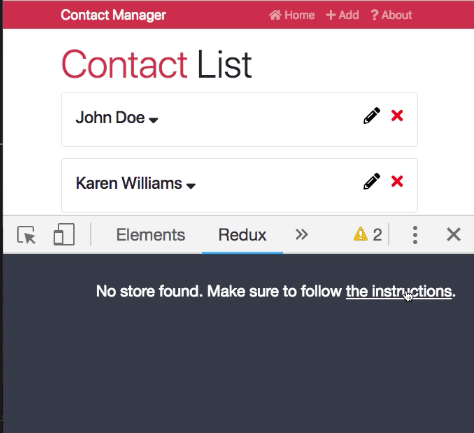 Contact Manager Home Add About
Contact List
John Doe
Karen Williams
Elements Redux 2
No store found. Make sure to follow the instructions.